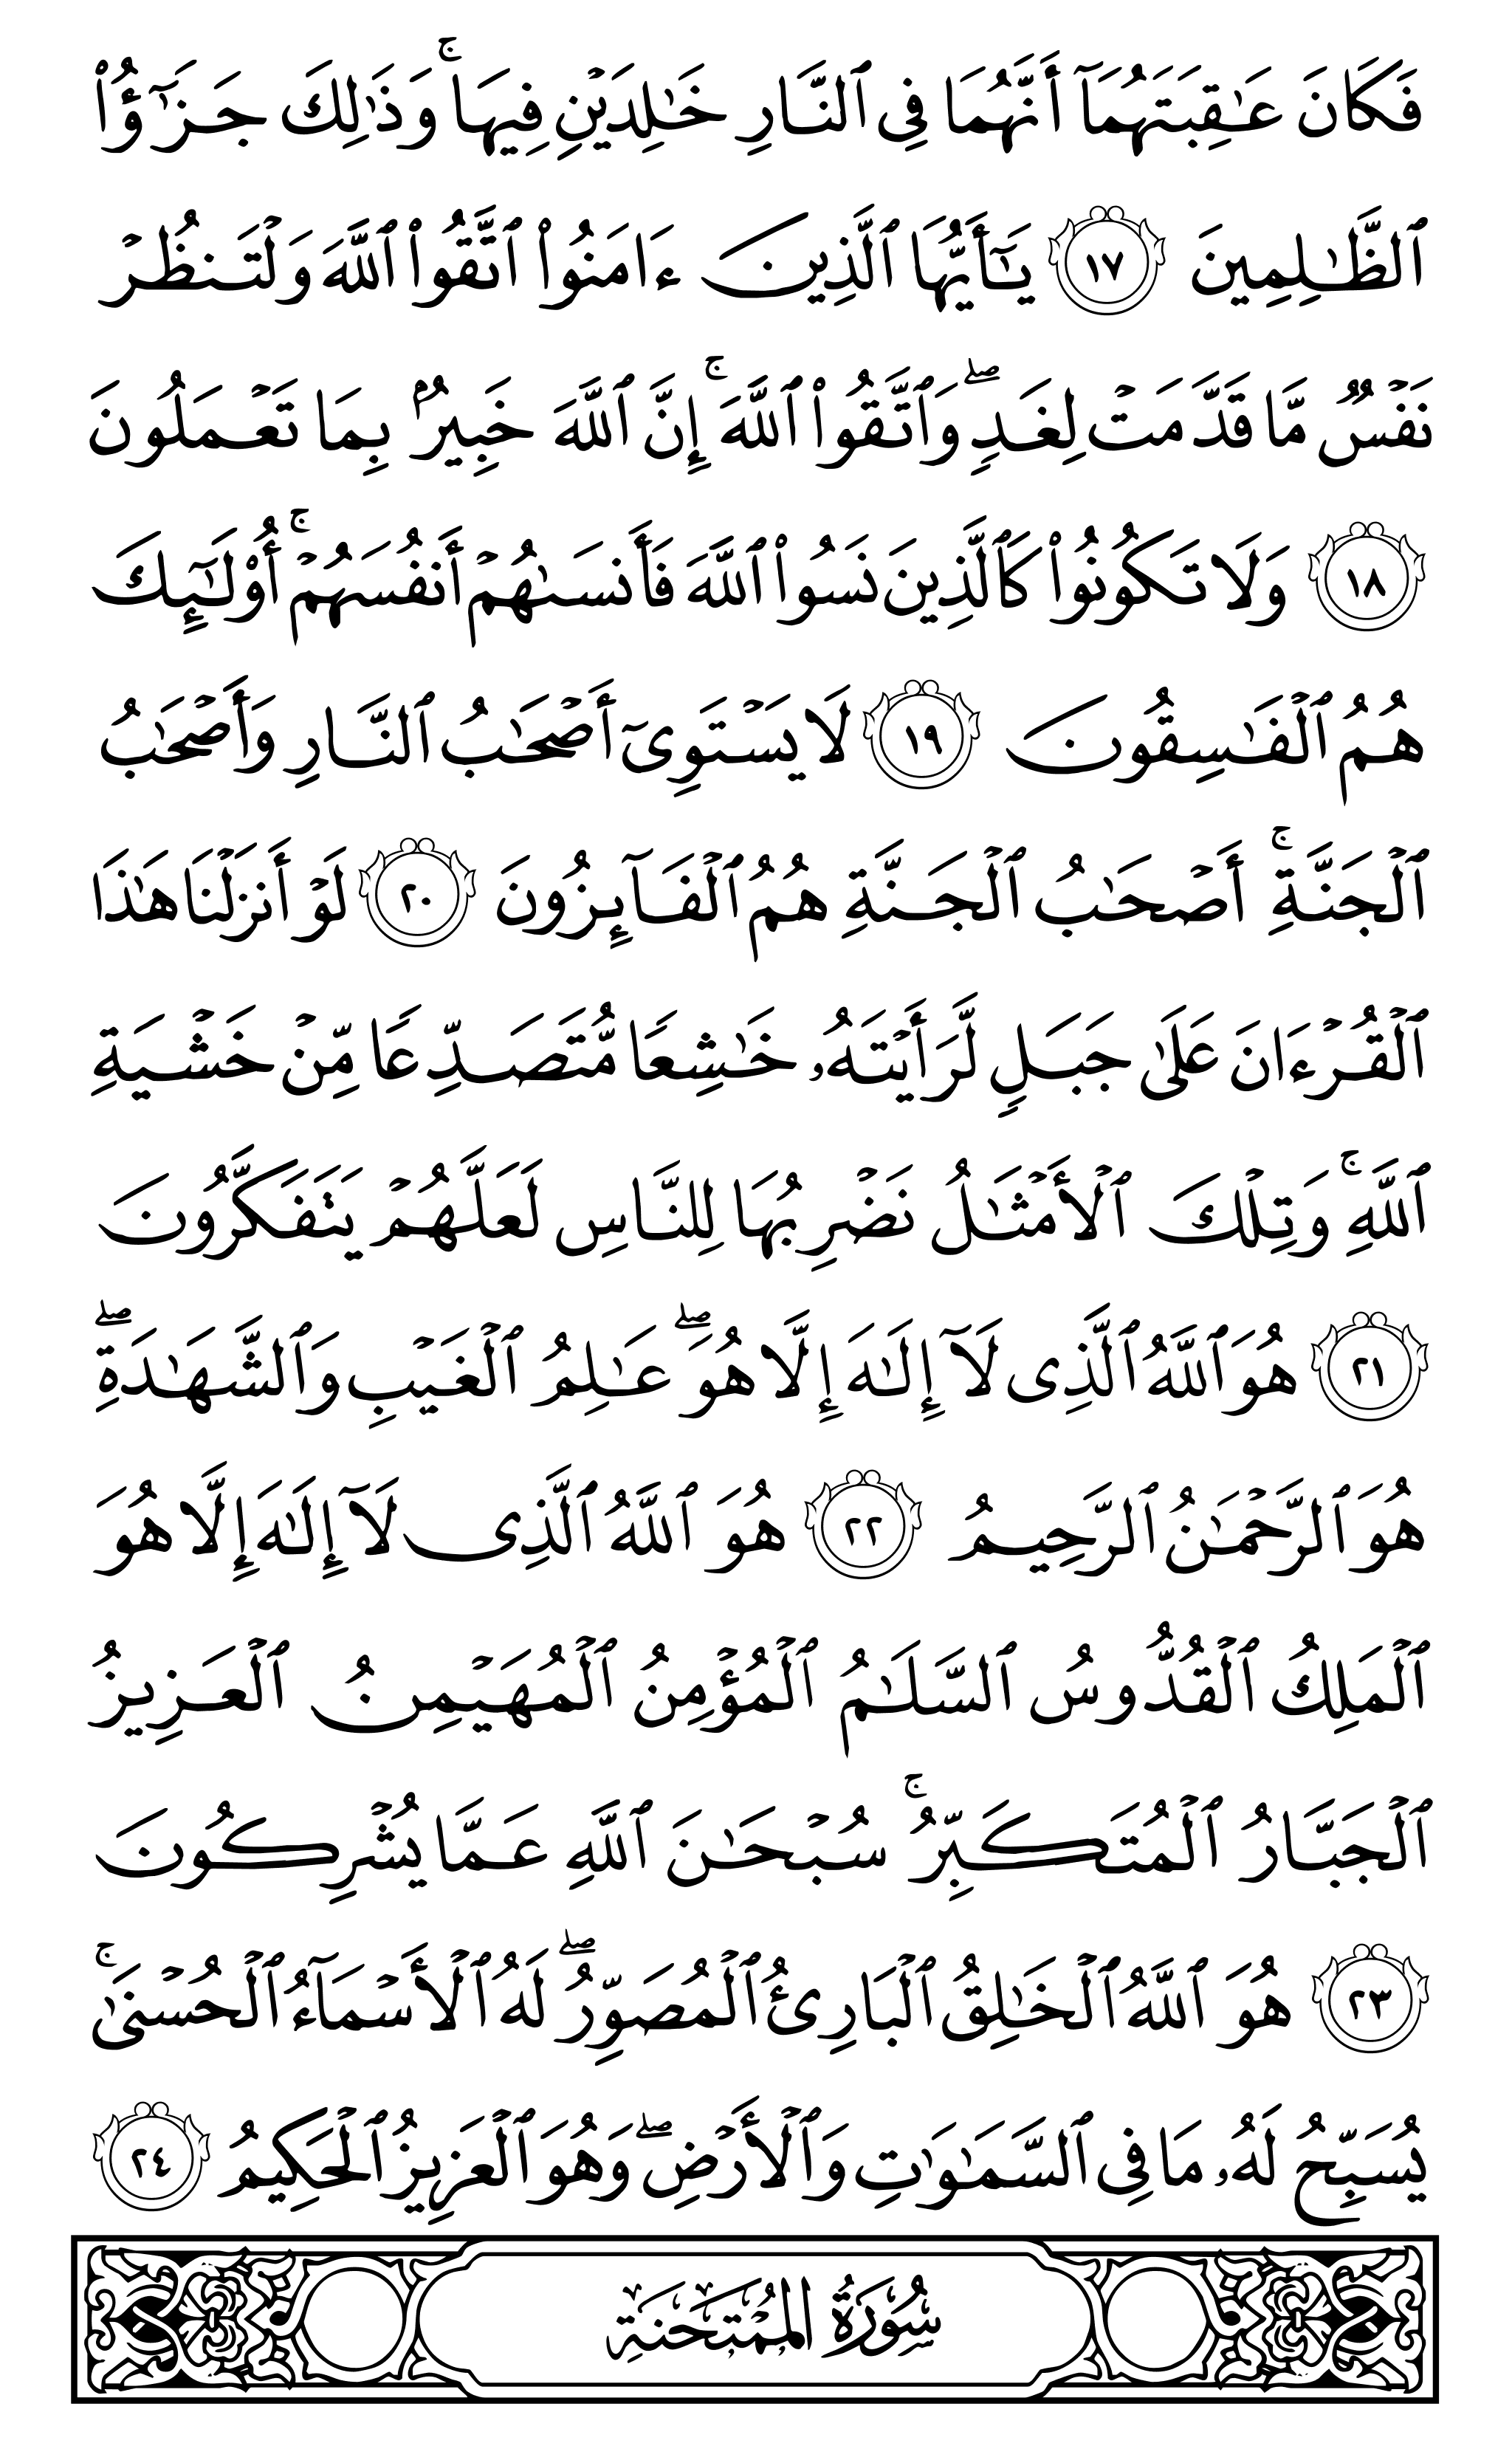 فَكَانَ عَـٰقِبَتَهُمَآ أَنَّهُمَا فِى ٱلنَّارِ خَـٰلِدَيْنِ فِيهَا ۚ وَذَٰلِكَ جَزَٰٓؤُا۟
ٱلظَّـٰلِمِينَ ١٧ يَـٰٓأَيُّهَا ٱلَّذِينَ ءَامَنُوا۟ ٱتَّقُوا۟ ٱللَّهَ وَلْتَنظُرْ
نَفْسٌ مَّا قَدَّمَتْ لِغَدٍ ۖ وَٱتَّقُوا۟ ٱللَّهَ ۚ إِنَّ ٱللَّهَ خَبِيرٌۢ بِمَا تَعْمَلُونَ
١٨ وَلَا تَكُونُوا۟ كَٱلَّذِينَ نَسُوا۟ ٱللَّهَ فَأَنسَىٰهُمْ أَنفُسَهُمْ ۚ أُو۟لَـٰٓئِكَ
هُمُ ٱلْفَـٰسِقُونَ ١٩ لَا يَسْتَوِىٓ أَصْحَـٰبُ ٱلنَّارِ وَأَصْحَـٰبُ
ٱلْجَنَّةِ ۚ أَصْحَـٰبُ ٱلْجَنَّةِ هُمُ ٱلْفَآئِزُونَ ٢٠ لَوْ أَنزَلْنَا هَـٰذَا
ٱلْقُرْءَانَ عَلَىٰ جَبَلٍ لَّرَأَيْتَهُۥ خَـٰشِعًا مُّتَصَدِّعًا مِّنْ خَشْيَةِ
ٱللَّهِ ۚ وَتِلْكَ ٱلْأَمْثَـٰلُ نَضْرِبُهَا لِلنَّاسِ لَعَلَّهُمْ يَتَفَكَّرُونَ
٢١ هُوَ ٱللَّهُ ٱلَّذِى لَآ إِلَـٰهَ إِلَّا هُوَ ۖ عَـٰلِمُ ٱلْغَيْبِ وَٱلشَّهَـٰدَةِ ۖ
هُوَ ٱلرَّحْمَـٰنُ ٱلرَّحِيمُ ٢٢ هُوَ ٱللَّهُ ٱلَّذِى لَآ إِلَـٰهَ إِلَّا هُوَ
ٱلْمَلِكُ ٱلْقُدُّوسُ ٱلسَّلَـٰمُ ٱلْمُؤْمِنُ ٱلْمُهَيْمِنُ ٱلْعَزِيزُ
ٱلْجَبَّارُ ٱلْمُتَكَبِّرُ ۚ سُبْحَـٰنَ ٱللَّهِ عَمَّا يُشْرِكُونَ
٢٣ هُوَ ٱللَّهُ ٱلْخَـٰلِقُ ٱلْبَارِئُ ٱلْمُصَوِّرُ ۖ لَهُ ٱلْأَسْمَآءُ ٱلْحُسْنَىٰ ۚ
يُسَبِّحُ لَهُۥ مَا فِى ٱلسَّمَـٰوَٰتِ وَٱلْأَرْضِ ۖ وَهُوَ ٱلْعَزِيزُ ٱلْحَكِيمُ ٢٤
سُورَةُ المُمْتَحَنَةِ